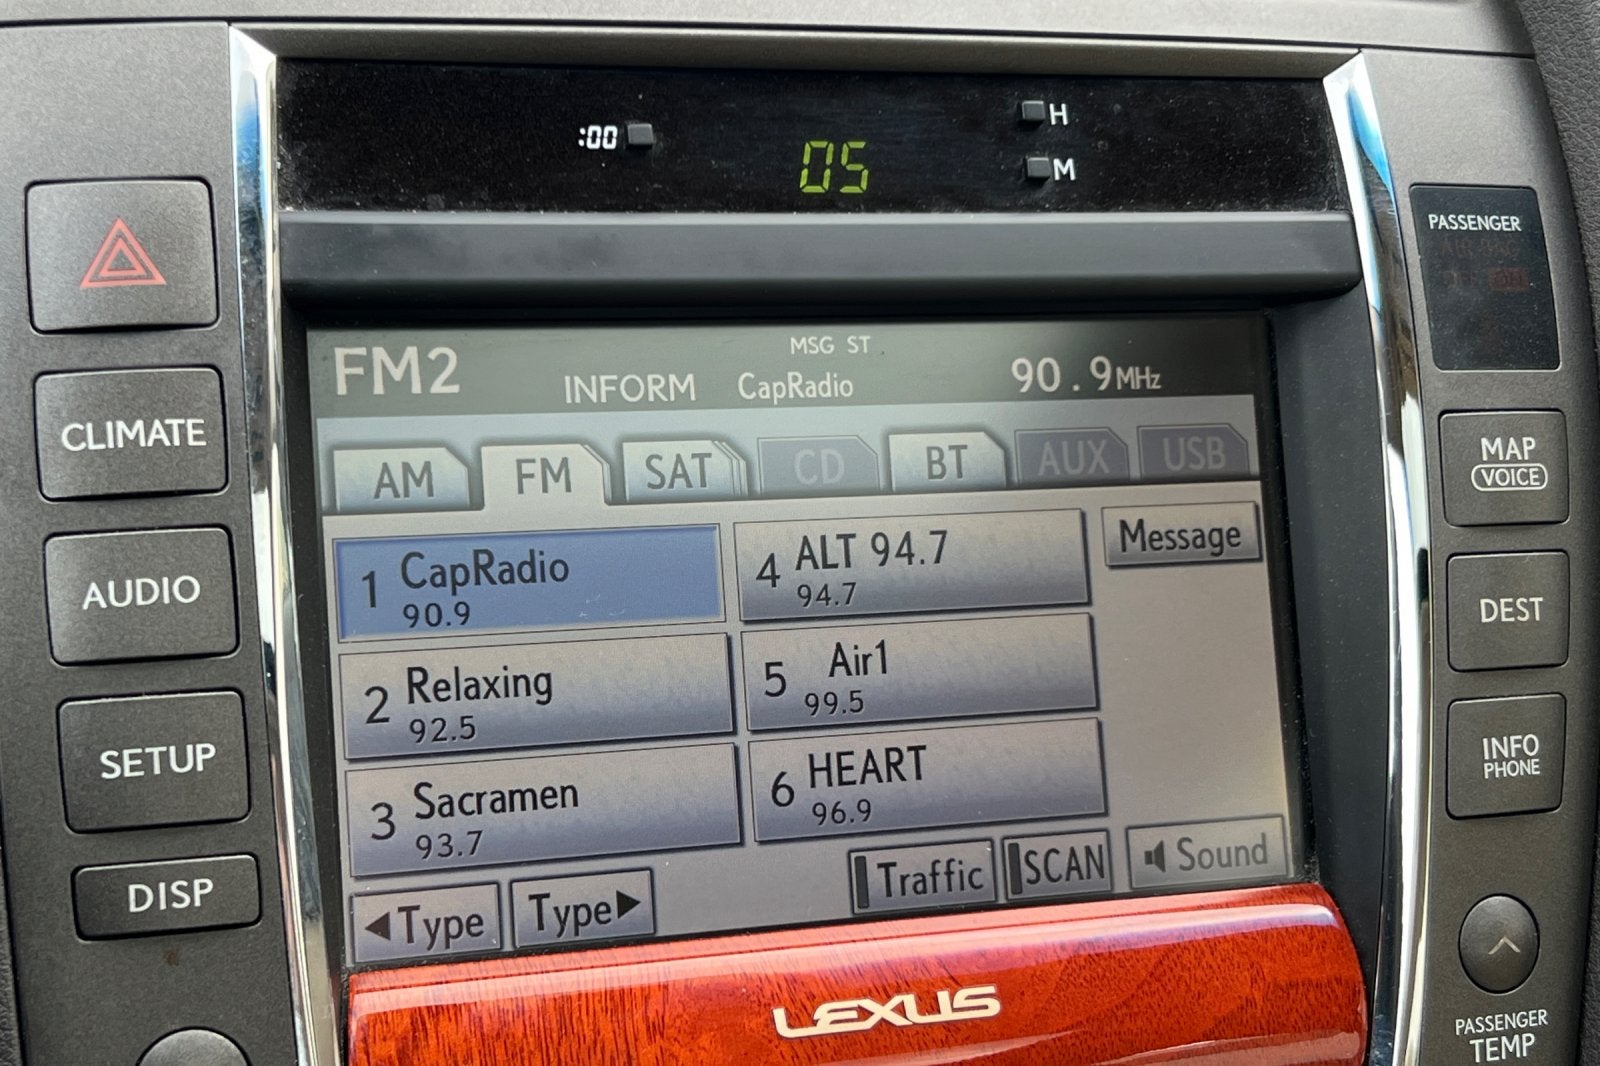 :00
05
H
M
PASSENGER
CLIMATE
AUDIO
SETUP
DISP
FM2
MSG ST
INFORM CapRadio 90.9MHz
AM FM SAT CD BT AUX USB
1 CapRadio
90.9
2 Relaxing
92.5
3 Sacramen
93.7
4 ALT 94.7
94.7
5 Air1
99.5
6 HEART
96.9
Message
◀Type Type▶
Traffic SCAN Sound
LEXUS
MAP
VOICE
DEST
INFO
PHONE
PASSENGER
TEMP